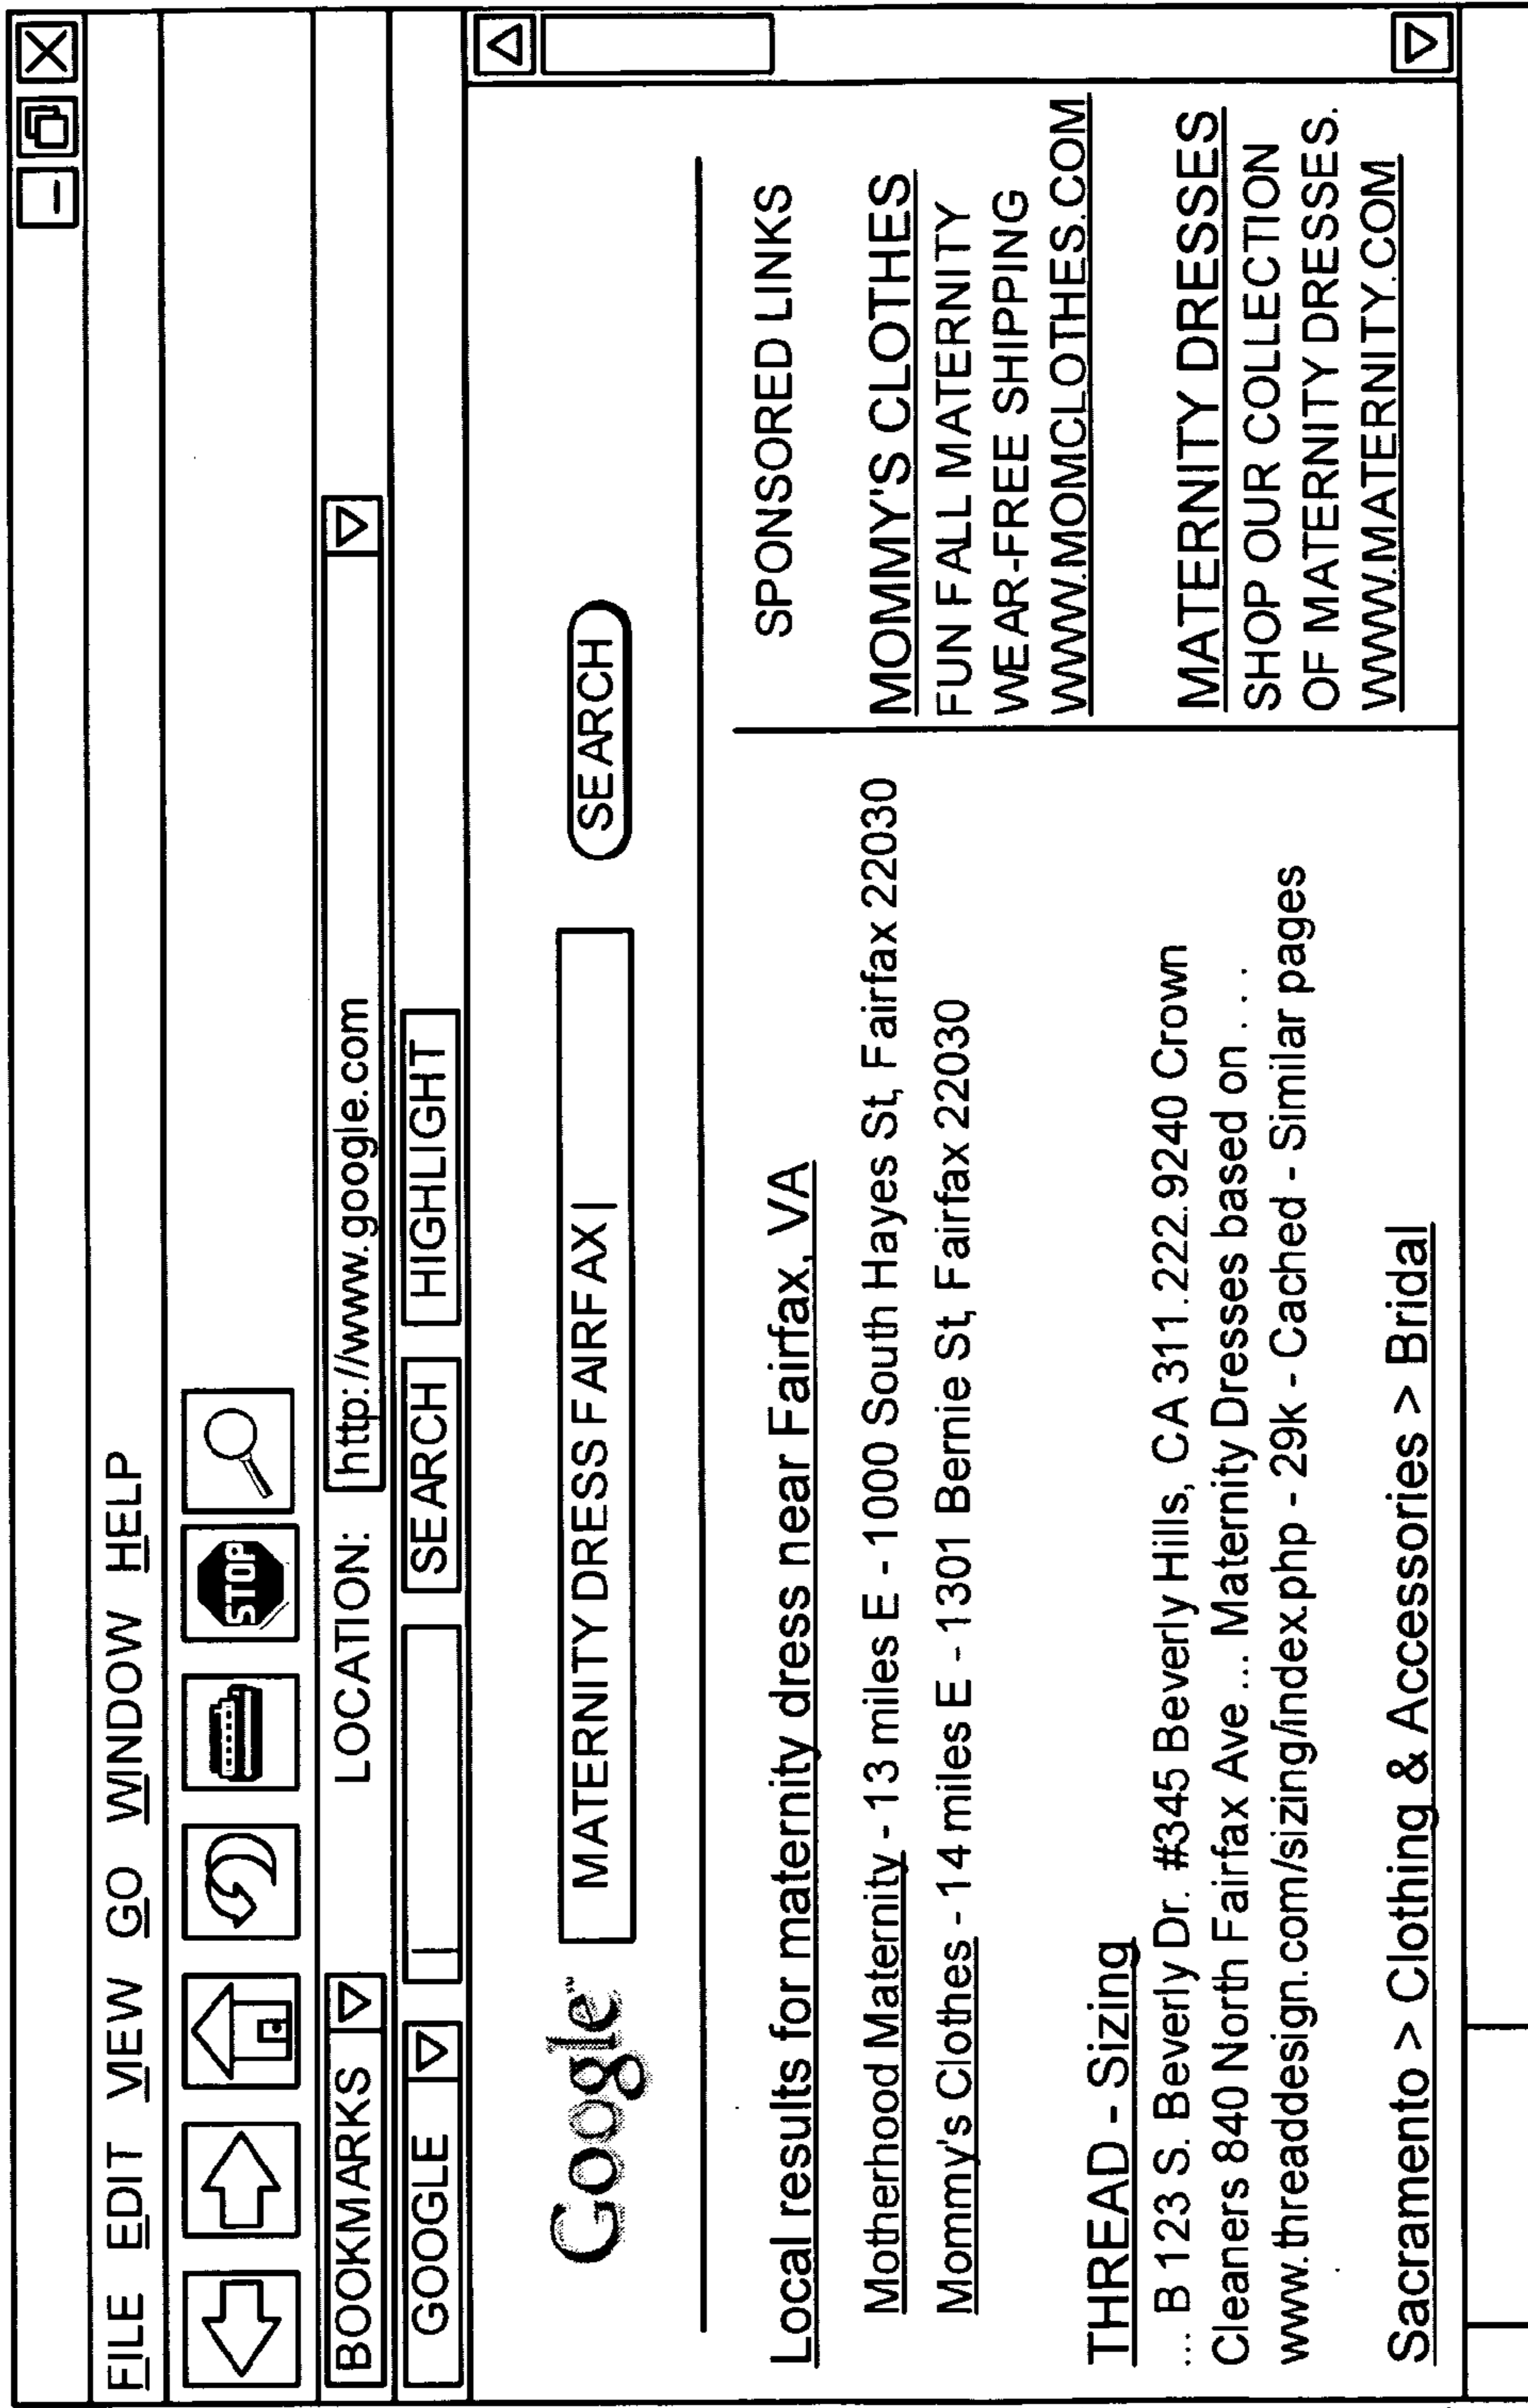 FILE EDIT VIEW GO WINDOW HELP
STOP
BOOKMARKS LOCATION: http://www.google.com
GOOGLE SEARCH HIGHLIGHT
Google™ MATERNITY DRESS FAIRFAX SEARCH
Local results for maternity dress near Fairfax, VA
Motherhood Maternity - 13 miles E - 1000 South Hayes St, Fairfax 22030
Mommy's Clothes - 14 miles E - 1301 Bernie St, Fairfax 22030
THREAD - Sizing
... B 123 S. Beverly Dr. #345 Beverly Hills, CA 311.222.9240 Crown
Cleaners 840 North Fairfax Ave ... Maternity Dresses based on . . .
www.threaddesign.com/sizing/index.php - 29k - Cached - Similar pages
Sacramento > Clothing & Accessories > Bridal
SPONSORED LINKS
MOMMY'S CLOTHES
FUN FALL MATERNITY
WEAR-FREE SHIPPING
WWW.MOMCLOTHES.COM
MATERNITY DRESSES
SHOP OUR COLLECTION
OF MATERNITY DRESSES.
WWW.MATERNITY.COM